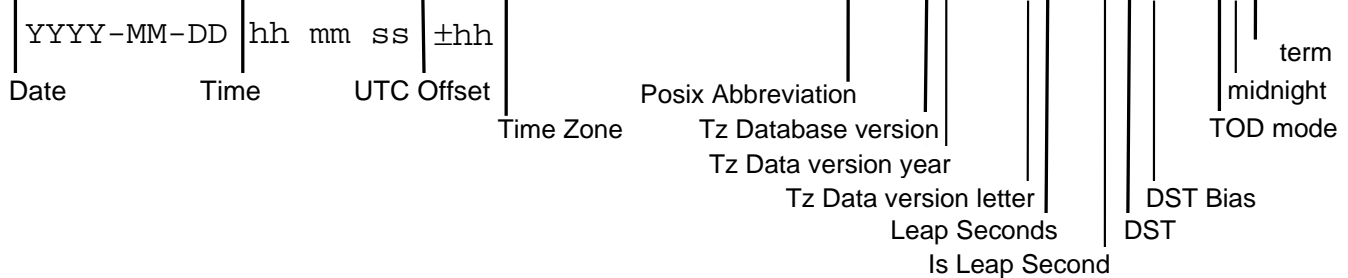 YYYY-MM-DD hh mm ss ±hh
term
Date Time UTC Offset Posix Abbreviation midnight
Time Zone Tz Database version TOD mode
Tz Data version year
Tz Data version letter DST Bias
Leap Seconds DST
Is Leap Second